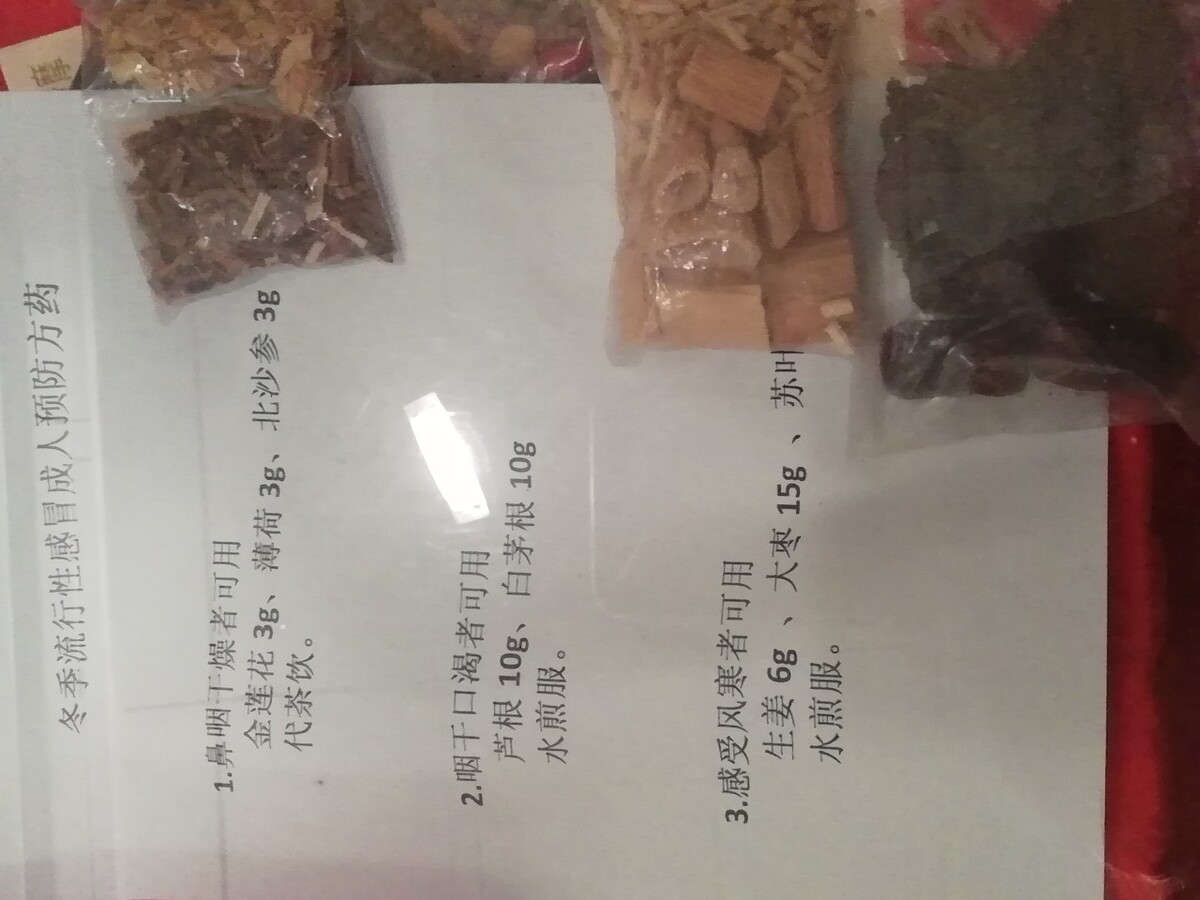 冬季流行性感冒成人预防方药
1.鼻咽干燥者可用
金莲花 3g、薄荷 3g、北沙参 3g
代茶饮。
2.咽干口渴者可用
芦根 10g、白茅根 10g
水煎服。
3.感受风寒者可用
生姜 6g 、大枣 15g 、苏叶
水煎服。